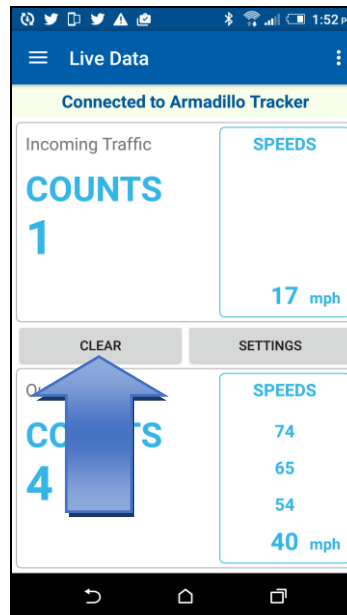 1:52 P
Live Data
Connected to Armadillo Tracker
Incoming Traffic
COUNTS
1
SPEEDS
17 mph
CLEAR
SETTINGS
SPEEDS
4
74
65
54
40 mph